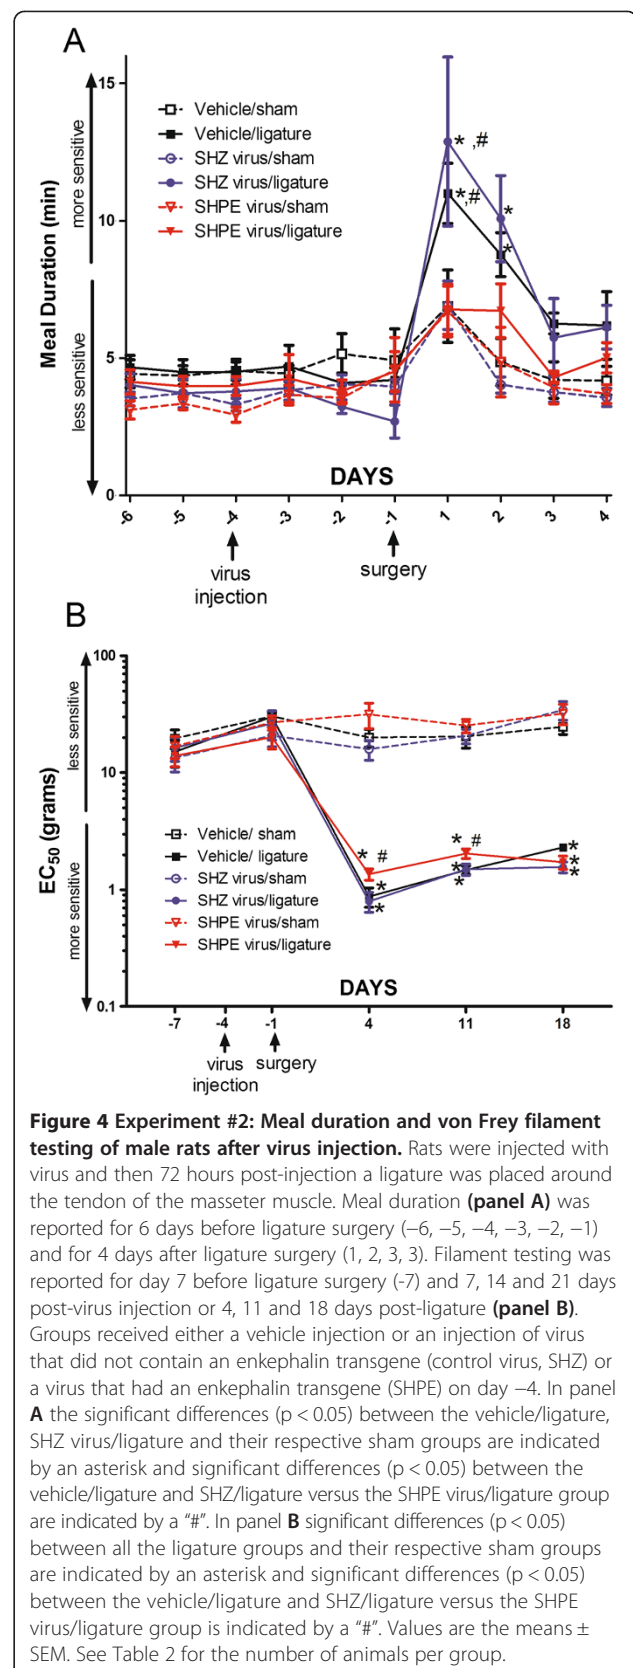 A
15
10
5
0
Meal Duration (min)
more sensitive
less sensitive
Vehicle/sham
Vehicle/ligature
SHZ virus/sham
SHZ virus/ligature
SHPE virus/sham
SHPE virus/ligature
* ,#
*,#
*
*
DAYS
-6 -5 -4 -3 -2 -1 1 2 3 4
virus
injection
surgery
B
100
10
1
0.1
EC50 (grams)
less sensitive
more sensitive
Vehicle/ sham
Vehicle/ ligature
SHZ virus/sham
SHZ virus/ligature
SHPE virus/sham
SHPE virus/ligature
* #
*
*
* #
*
*
*
*
*
DAYS
-7 -4 -1 4 11 18
virus
injection
surgery
Figure 4 Experiment #2: Meal duration and von Frey filament
testing of male rats after virus injection. Rats were injected with
virus and then 72 hours post-injection a ligature was placed around
the tendon of the masseter muscle. Meal duration (panel A) was
reported for 6 days before ligature surgery (−6, −5, −4, −3, −2, −1)
and for 4 days after ligature surgery (1, 2, 3, 3). Filament testing was
reported for day 7 before ligature surgery (-7) and 7, 14 and 21 days
post-virus injection or 4, 11 and 18 days post-ligature (panel B).
Groups received either a vehicle injection or an injection of virus
that did not contain an enkephalin transgene (control virus, SHZ) or
a virus that had an enkephalin transgene (SHPE) on day −4. In panel
A the significant differences (p < 0.05) between the vehicle/ligature,
SHZ virus/ligature and their respective sham groups are indicated
by an asterisk and significant differences (p < 0.05) between the
vehicle/ligature and SHZ/ligature versus the SHPE virus/ligature group
are indicated by a "#". In panel B significant differences (p < 0.05)
between all the ligature groups and their respective sham groups
are indicated by an asterisk and significant differences (p < 0.05)
between the vehicle/ligature and SHZ/ligature versus the SHPE
virus/ligature group is indicated by a "#". Values are the means ±
SEM. See Table 2 for the number of animals per group.